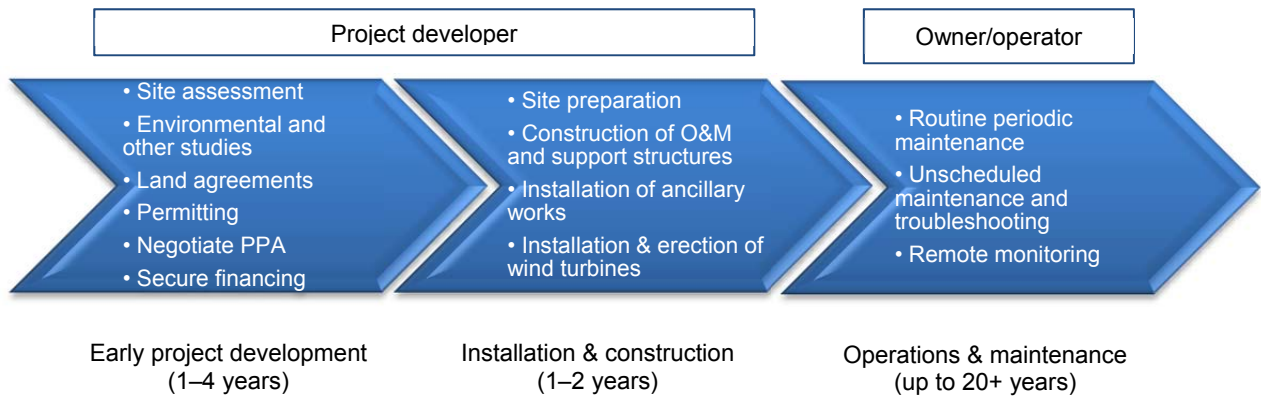 Project developer
Owner/operator
• Site assessment
• Environmental and
other studies
• Land agreements
• Permitting
• Negotiate PPA
• Secure financing
• Site preparation
• Construction of O&M
and support structures
• Installation of ancillary
works
• Installation & erection of
wind turbines
• Routine periodic
maintenance
• Unscheduled
maintenance and
troubleshooting
• Remote monitoring
Early project development
(1–4 years)
Installation & construction
(1–2 years)
Operations & maintenance
(up to 20+ years)